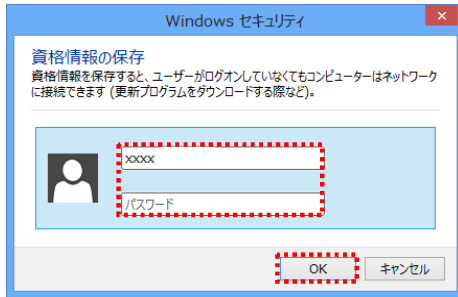 Windows セキュリティ
資格情報の保存
資格情報を保存すると、ユーザーがログオンしていなくてもコンピューターはネットワーク
に接続できます (更新プログラムをダウンロードする際など)。
xxxx
パスワード
OK キャンセル